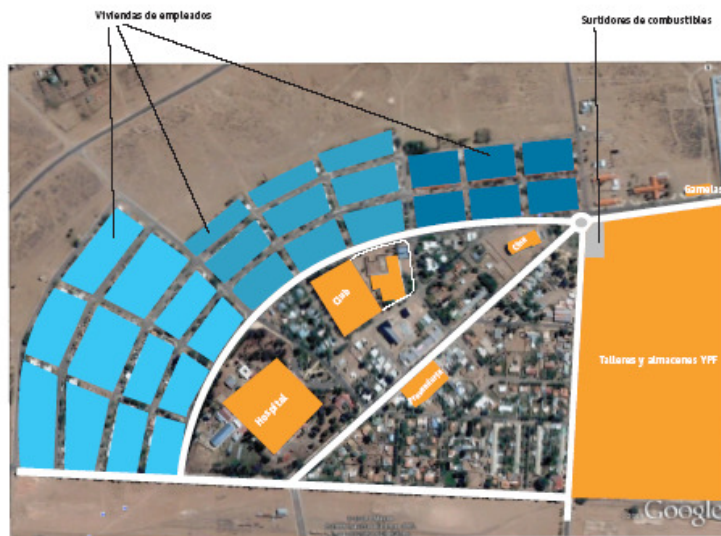 Viviendas de empleados
Surtidores de combustibles
Gamelas
Cine
Club
Talleres y almacenes YPF
Proveeduría
Hospital
Google